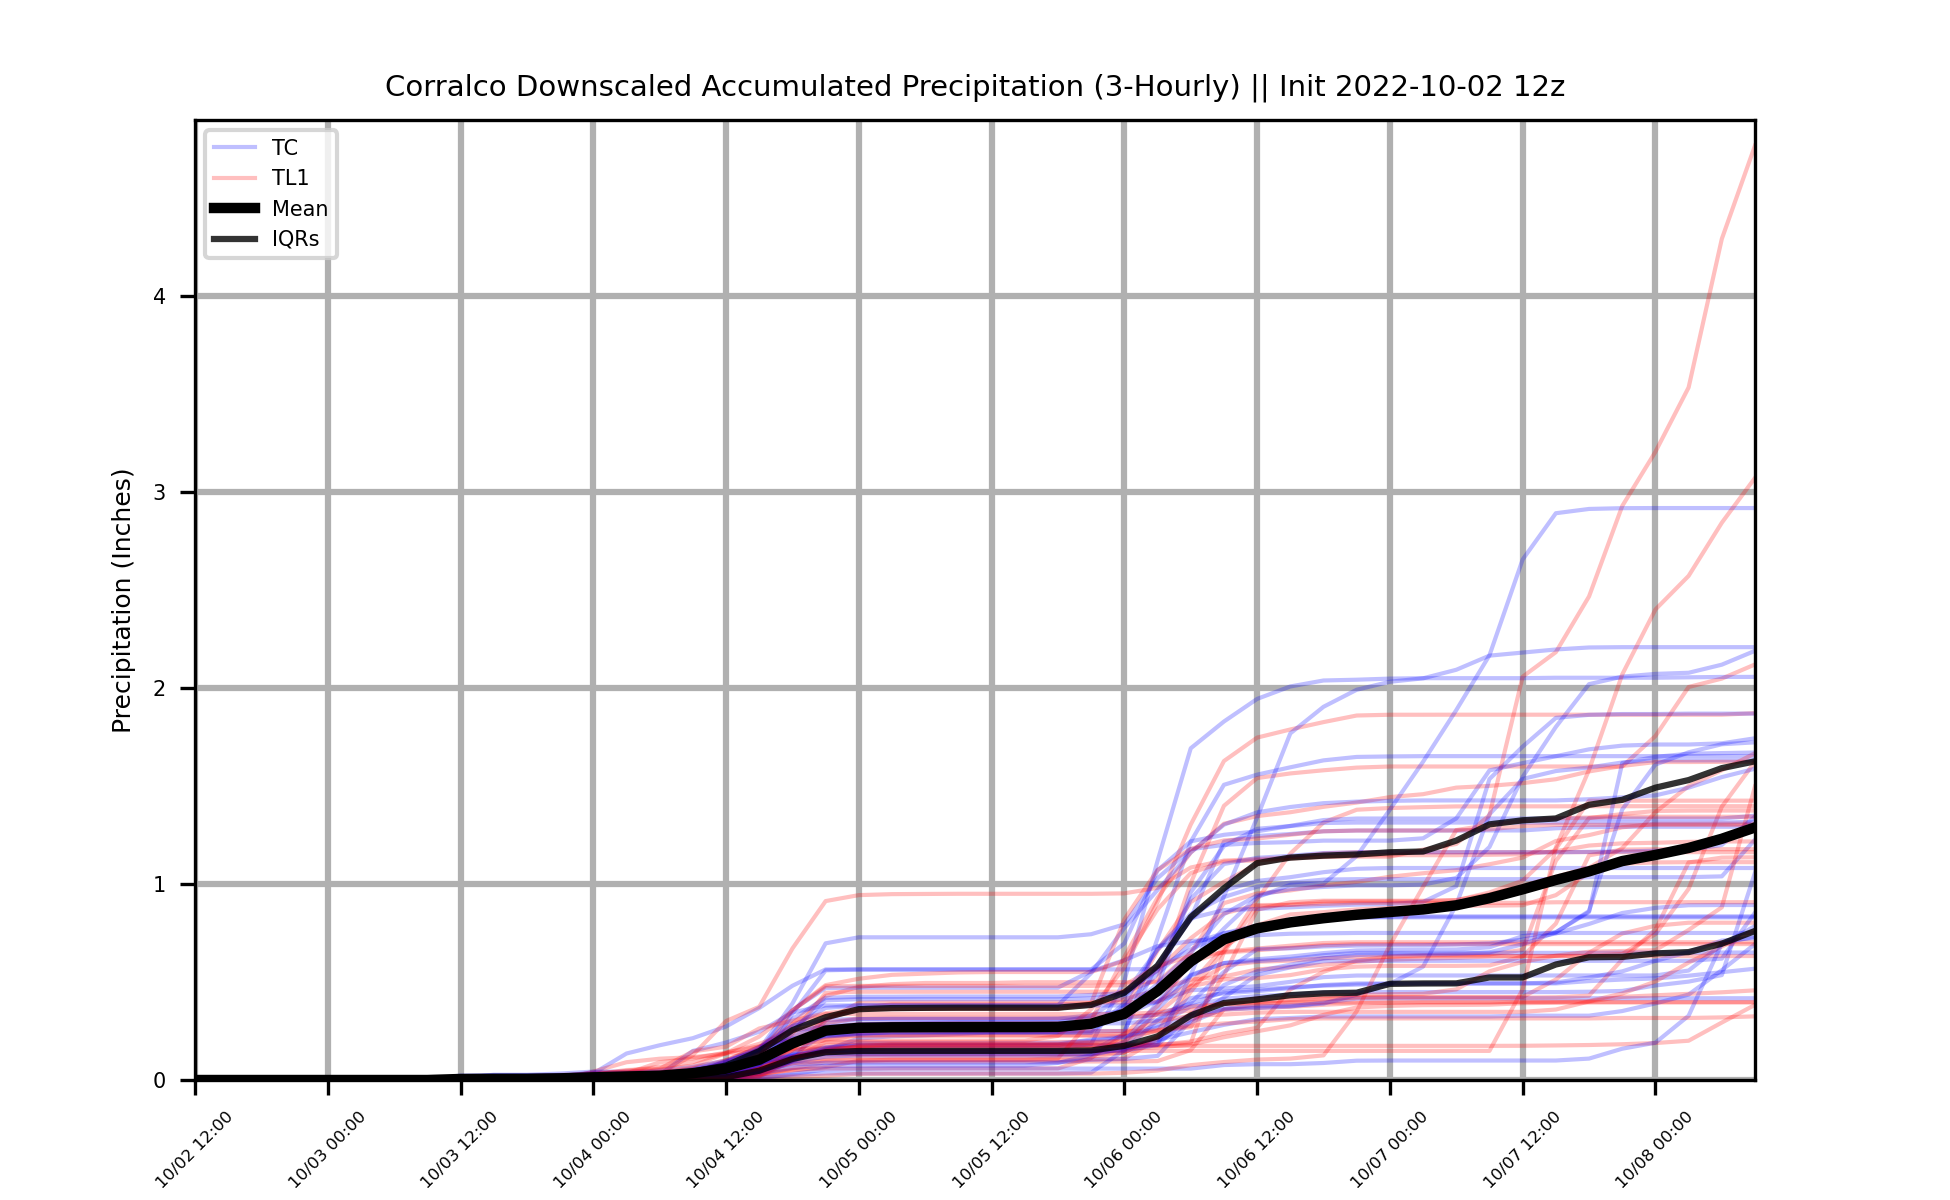 Corralco Downscaled Accumulated Precipitation (3-Hourly) || Init 2022-10-02 12z
TC
TL1
Mean
IQRs
Precipitation (Inches)
4
3
2
1
0
10/02 12:00
10/03 00:00
10/03 12:00
10/04 00:00
10/04 12:00
10/05 00:00
10/05 12:00
10/06 00:00
10/06 12:00
10/07 00:00
10/07 12:00
10/08 00:00